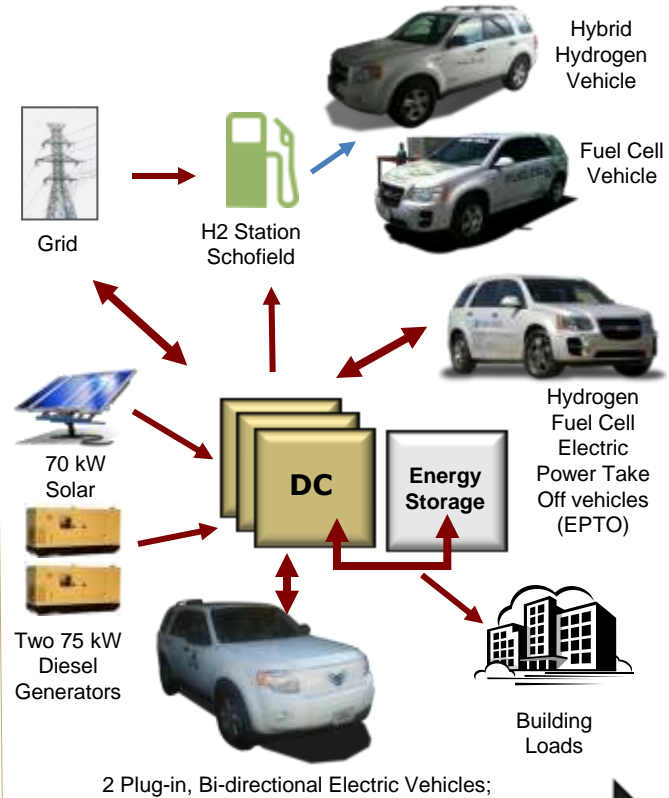 Hybrid
Hydrogen
Vehicle
Fuel Cell
Vehicle
Grid
H2 Station
Schofield
Hydrogen
Fuel Cell
Electric
Power Take
Off vehicles
(EPTO)
70 kW
Solar
DC
Energy
Storage
Two 75 kW
Diesel
Generators
Building
Loads
2 Plug-in, Bi-directional Electric Vehicles;